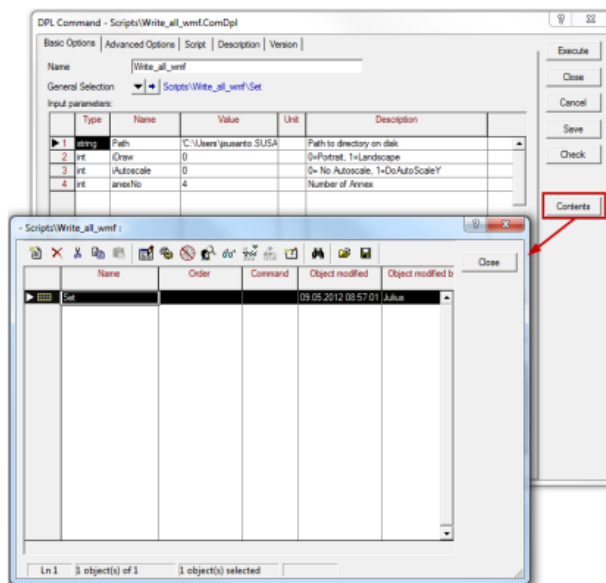 DPL Command - Scripts\Write_all_wmf.ComDpl
Basic Options | Advanced Options | Script | Description | Version
Execute
Name Write_all_wmf
Close
General Selection Scripts\Write_all_wmf\Set
Cancel
Input parameters:
Type Name Value Unit Description
Save
1 string Path 'C:\Users\jsusanto.SUSA Path to directory on disk
2 int iDraw 0 0=Portrait, 1=Landscape
Check
3 int iAutoscale 0 0= No Autoscale, 1=DoAutoScaleY
4 int anexNo 4 Number of Annex
Contents
- Scripts\Write_all_wmf :
Close
Name Order Command Object modified Object modified b
Set 09.05.2012 08:57:01 Julius
Ln 1 1 object(s) of 1 1 object(s) selected